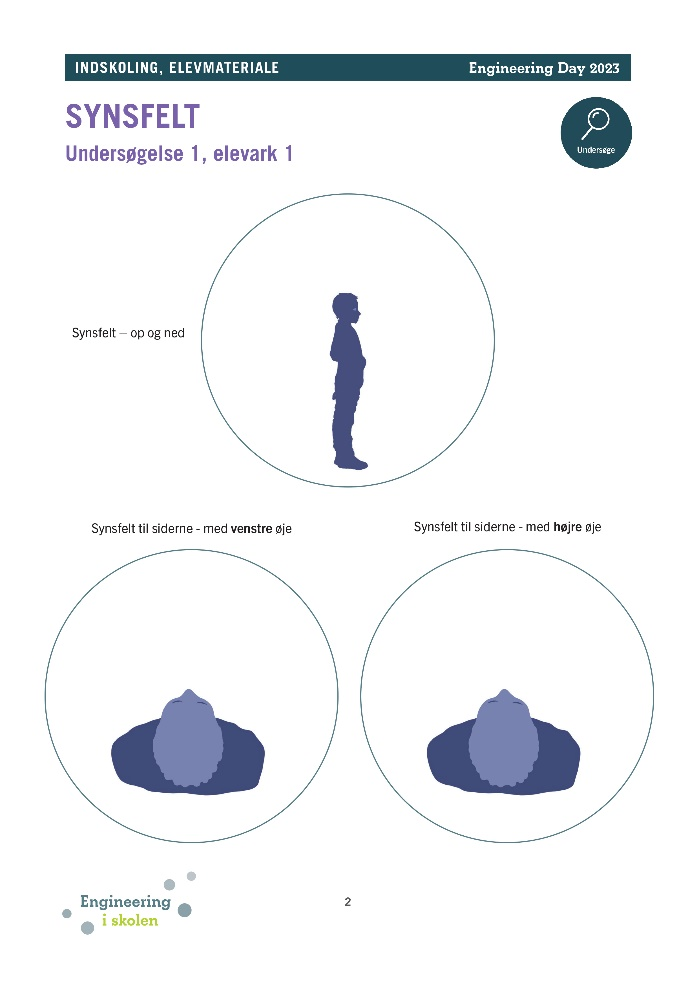 INDSKOLING, ELEVMATERIALE Engineering Day 2023
SYNSFELT
Undersøgelse 1, elevark 1
Undersøge
Synsfelt – op og ned
Synsfelt til siderne - med venstre øje
Synsfelt til siderne - med højre øje
Engineering
i skolen
2